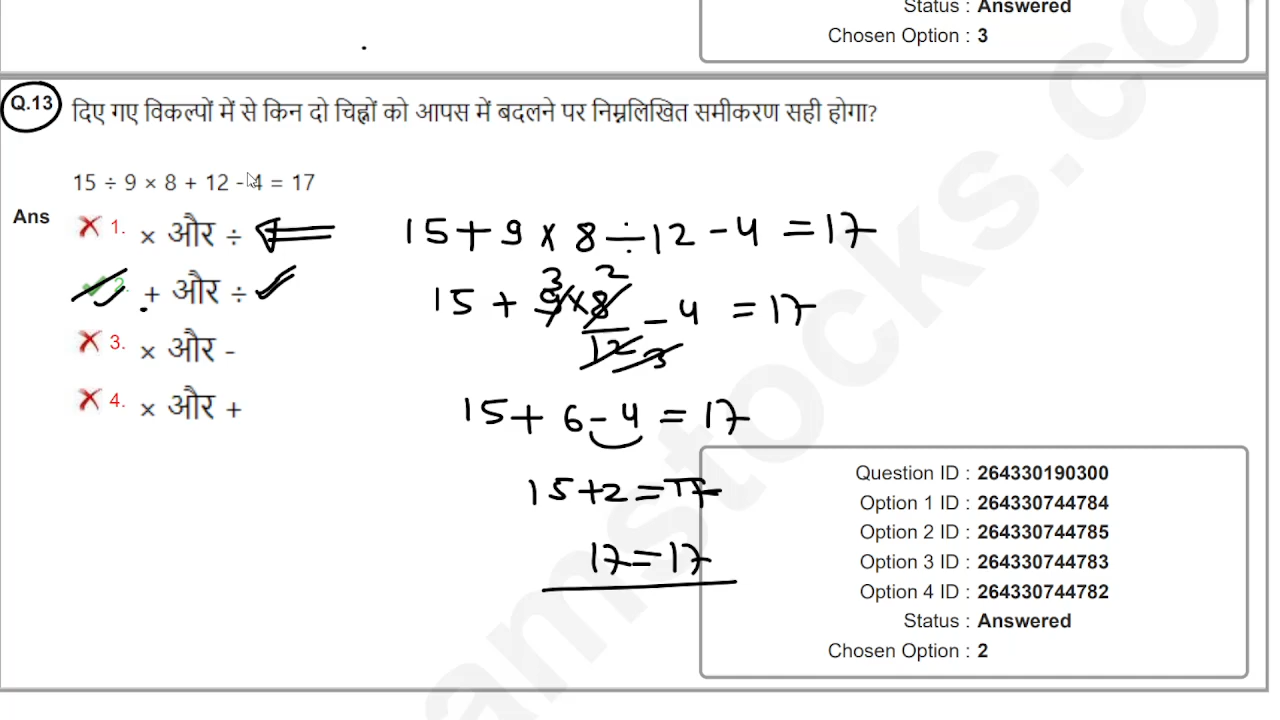 Status : Answered
Chosen Option : 3
Q.13 दिए गए विकल्पों में से किन दो चिह्नों को आपस में बदलने पर निम्नलिखित समीकरण सही होगा?
15 ÷ 9 × 8 + 12 - 4 = 17
Ans
1. × और ÷
2. + और ÷
3. × और -
4. × और +
15 + 9 × 8 ÷ 12 - 4 = 17
3 2
15 + 9 × 8 - 4 = 17
12 3
15 + 6 - 4 = 17
15 + 2 = 17
17 = 17
Question ID : 264330190300
Option 1 ID : 264330744784
Option 2 ID : 264330744785
Option 3 ID : 264330744783
Option 4 ID : 264330744782
Status : Answered
Chosen Option : 2